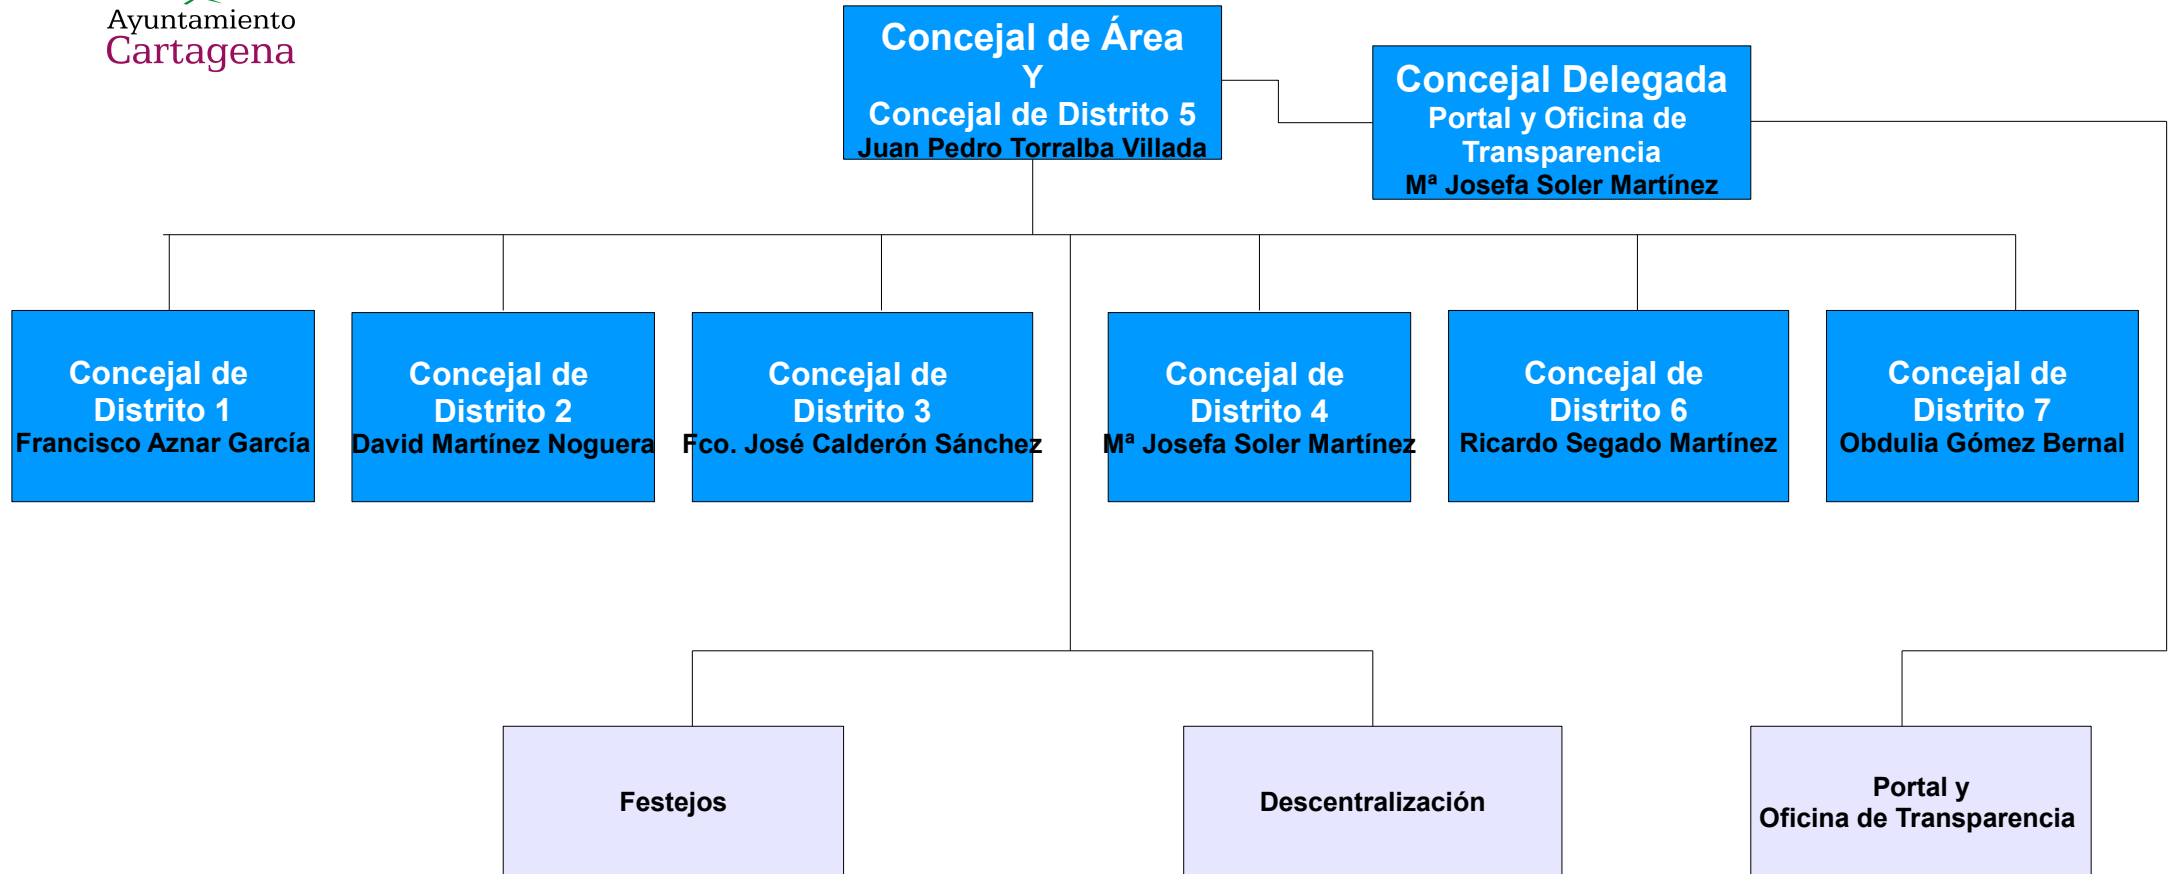 Ayuntamiento
Cartagena
Concejal de Área
Y
Concejal de Distrito 5
Juan Pedro Torralba Villada
Concejal Delegada
Portal y Oficina de
Transparencia
Mª Josefa Soler Martínez
Concejal de
Distrito 1
Francisco Aznar García
Concejal de
Distrito 2
David Martínez Noguera
Concejal de
Distrito 3
Fco. José Calderón Sánchez
Concejal de
Distrito 4
Mª Josefa Soler Martínez
Concejal de
Distrito 6
Ricardo Segado Martínez
Concejal de
Distrito 7
Obdulia Gómez Bernal
Festejos
Descentralización
Portal y
Oficina de Transparencia